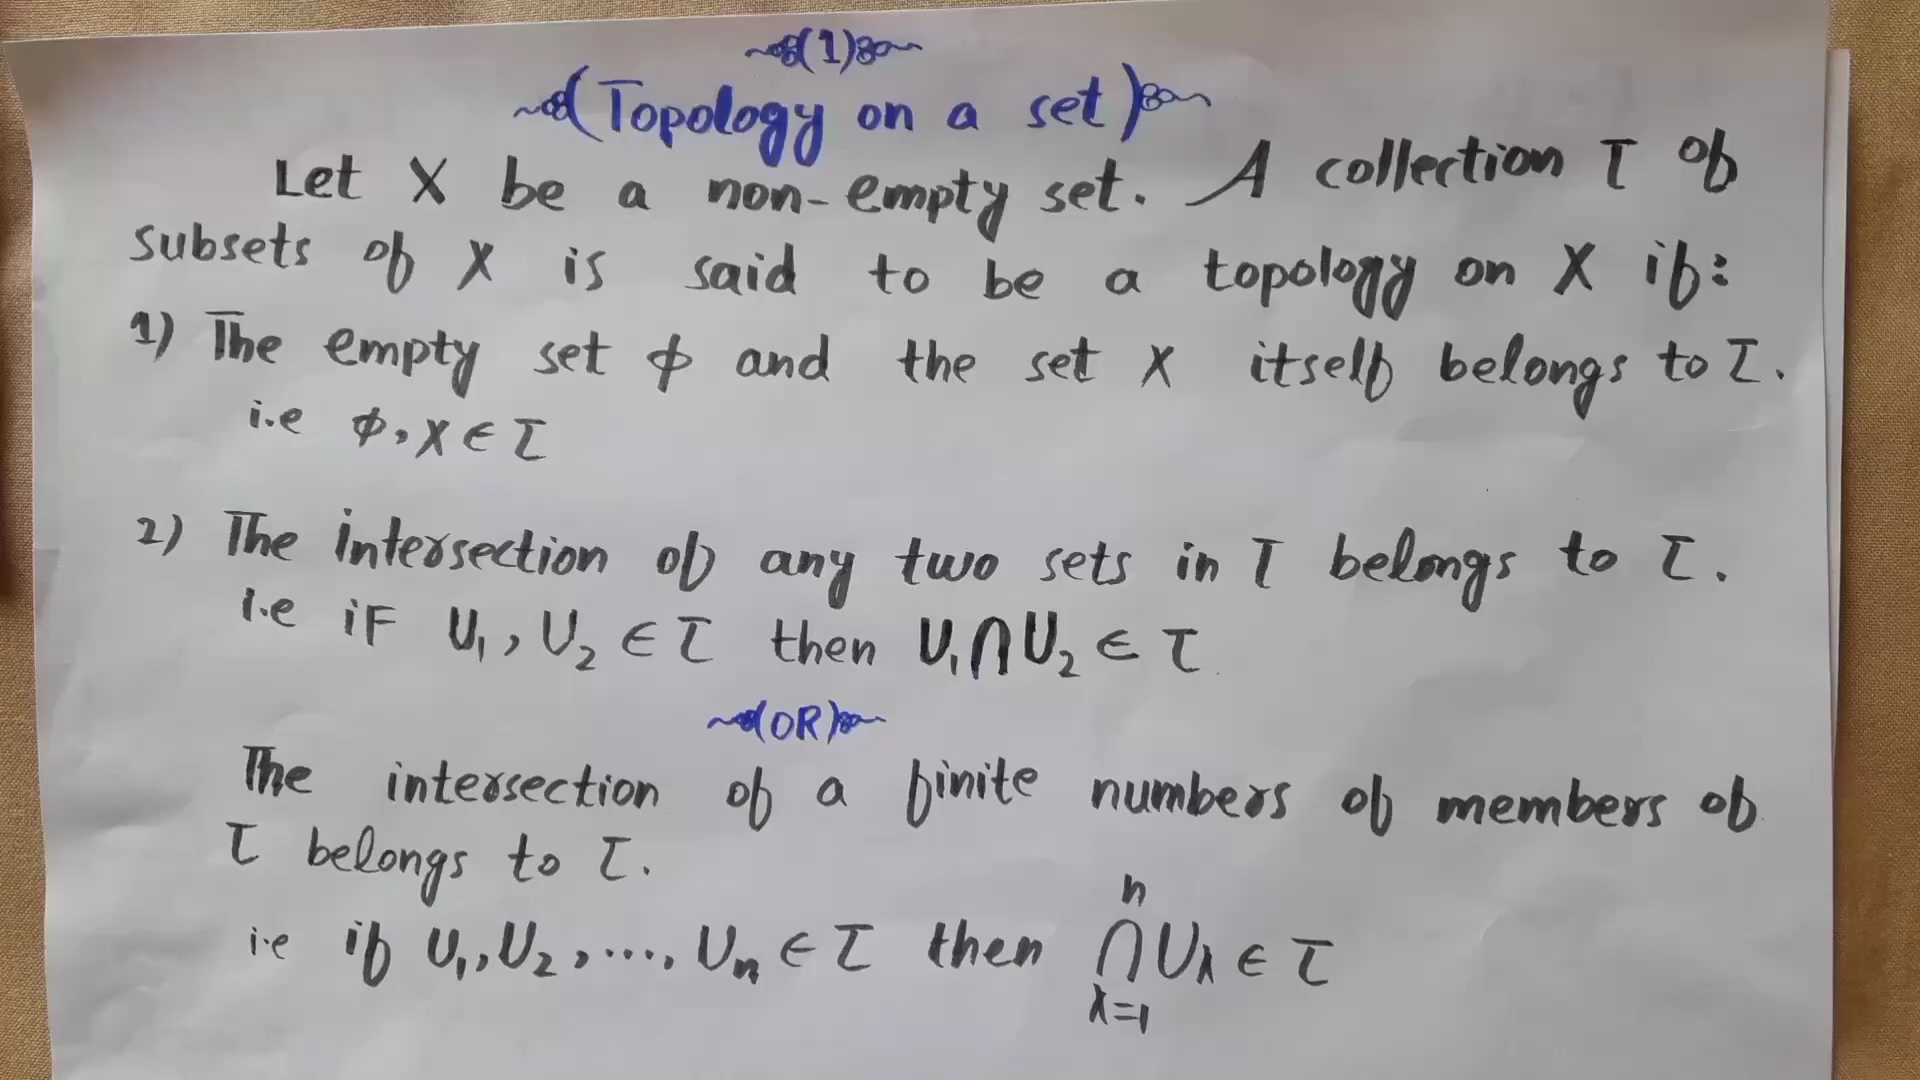 (1)
(Topology on a set)
Let X be a non-empty set. A collection τ of
subsets of X is said to be a topology on X if:
1) The empty set ϕ and the set X itself belongs to τ.
i.e ϕ, X ∈ τ
2) The intersection of any two sets in τ belongs to τ.
i.e if U₁, U₂ ∈ τ then U₁∩U₂ ∈ τ
(OR)
The intersection of a finite numbers of members of
τ belongs to τ.
i.e if U₁, U₂, ...., Uₙ ∈ τ then ⋂ⁿ_λ=1 U_λ ∈ τ